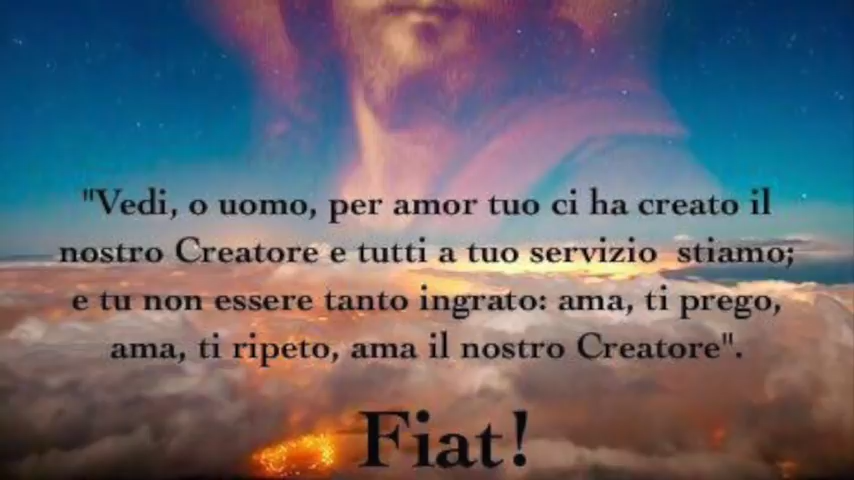 "Vedi, o uomo, per amor tuo ci ha creato il
nostro Creatore e tutti a tuo servizio stiamo;
e tu non essere tanto ingrato: ama, ti prego,
ama, ti ripeto, ama il nostro Creatore".
Fiat!